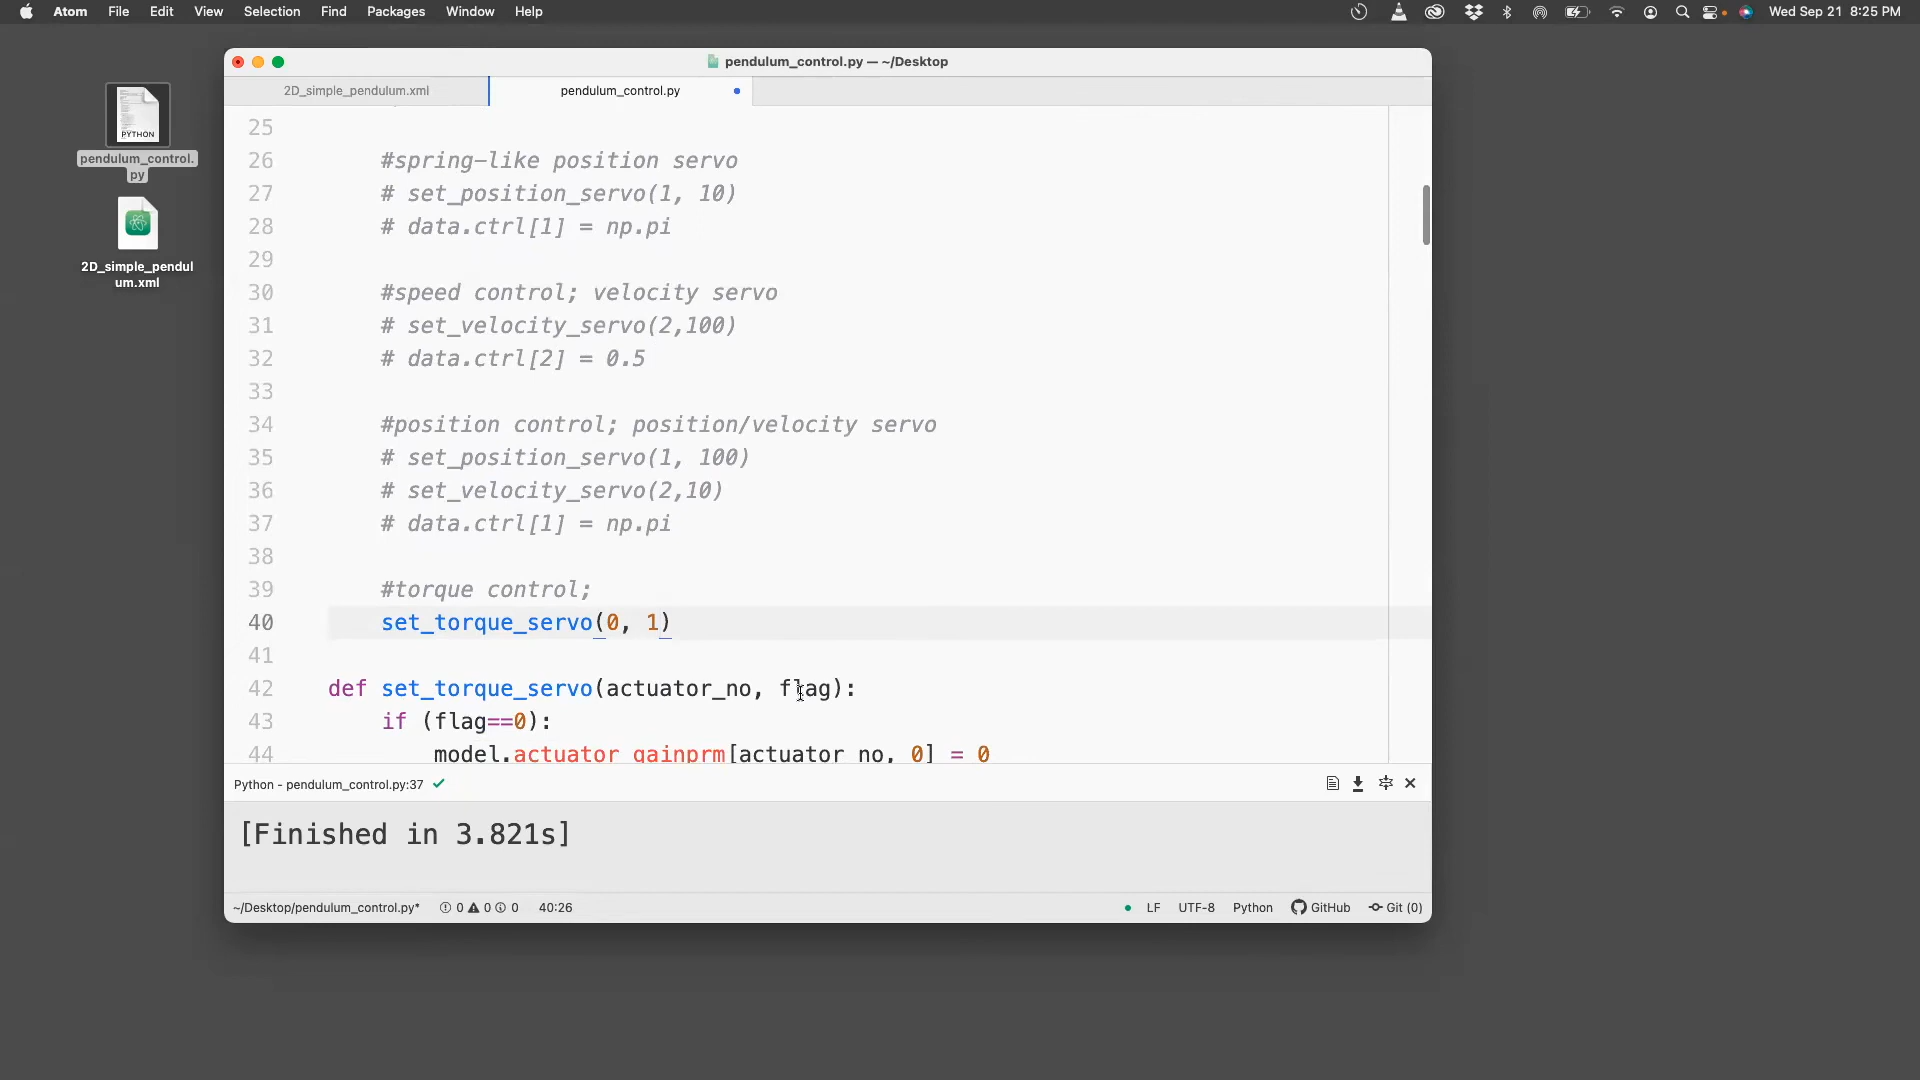 Atom File Edit View Selection Find Packages Window Help Wed Sep 21 8:25 PM
pendulum_control.py — ~/Desktop
2D_simple_pendulum.xml pendulum_control.py
PYTHON
pendulum_control.
py
2D_simple_pendul
um.xml
25
26 #spring-like position servo
27 # set_position_servo(1, 10)
28 # data.ctrl[1] = np.pi
29
30 #speed control; velocity servo
31 # set_velocity_servo(2,100)
32 # data.ctrl[2] = 0.5
33
34 #position control; position/velocity servo
35 # set_position_servo(1, 100)
36 # set_velocity_servo(2,10)
37 # data.ctrl[1] = np.pi
38
39 #torque control;
40 set_torque_servo(0, 1)
41
42 def set_torque_servo(actuator_no, flag):
43 if (flag==0):
44 model.actuator_gainprm[actuator_no, 0] = 0
Python - pendulum_control.py:37
[Finished in 3.821s]
~/Desktop/pendulum_control.py* 0 0 0 40:26 LF UTF-8 Python GitHub Git (0)